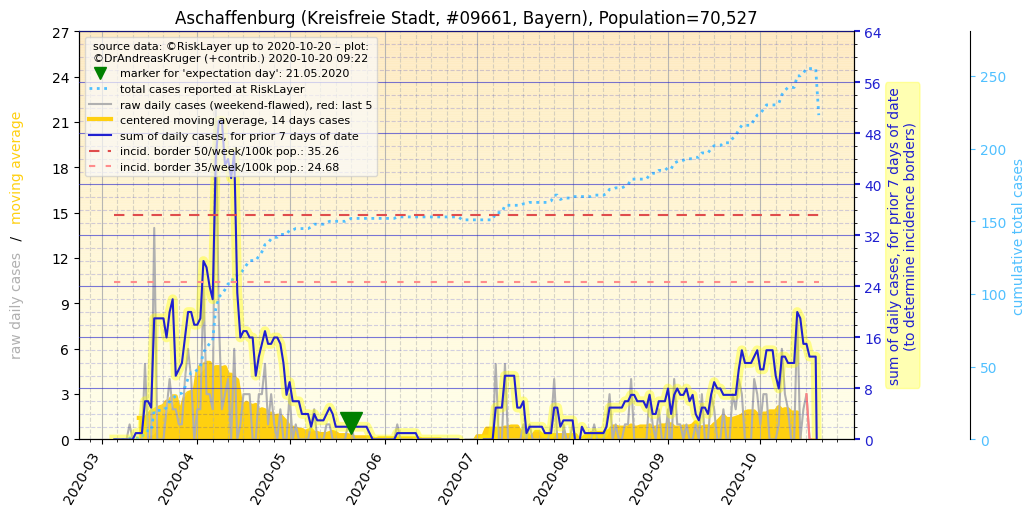 Aschaffenburg (Kreisfreie Stadt, #09661, Bayern), Population=70,527
source data: ©RiskLayer up to 2020-10-20 – plot:
©DrAndreasKruger (+contrib.) 2020-10-20 09:22
marker for 'expectation day': 21.05.2020
total cases reported at RiskLayer
raw daily cases (weekend-flawed), red: last 5
centered moving average, 14 days cases
sum of daily cases, for prior 7 days of date
incid. border 50/week/100k pop.: 35.26
incid. border 35/week/100k pop.: 24.68
raw daily cases / moving average
27
24
21
18
15
12
9
6
3
0
2020-03
2020-04
2020-05
2020-06
2020-07
2020-08
2020-09
2020-10
64
56
48
40
32
24
16
8
0
sum of daily cases, for prior 7 days of date
(to determine incidence borders)
250
200
150
100
50
0
cumulative total cases